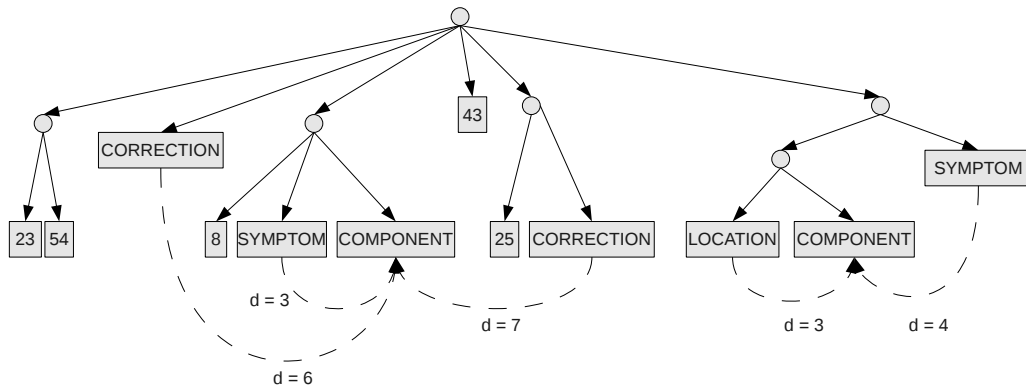 43
CORRECTION
SYMPTOM
23 54
8 SYMPTOM COMPONENT
25 CORRECTION
LOCATION COMPONENT
d = 3
d = 7
d = 3
d = 4
d = 6